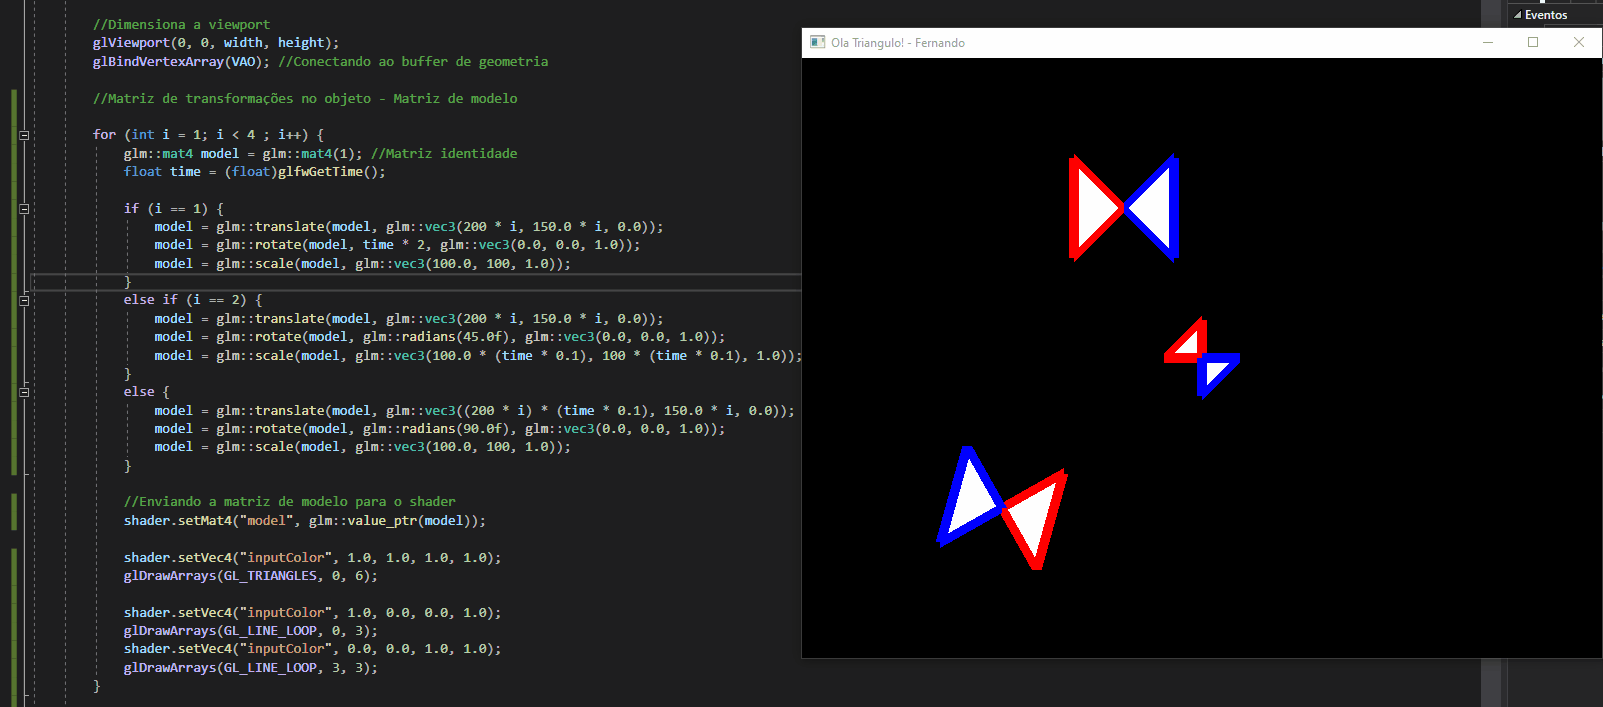 //Dimensiona a viewport
glViewport(0, 0, width, height);
glBindVertexArray(VAO); //Conectando ao buffer de geometria
//Matriz de transformações no objeto - Matriz de modelo
for (int i = 1; i < 4 ; i++) {
glm::mat4 model = glm::mat4(1); //Matriz identidade
float time = (float)glfwGetTime();
if (i == 1) {
model = glm::translate(model, glm::vec3(200 * i, 150.0 * i, 0.0));
model = glm::rotate(model, time * 2, glm::vec3(0.0, 0.0, 1.0));
model = glm::scale(model, glm::vec3(100.0, 100, 1.0));
}
else if (i == 2) {
model = glm::translate(model, glm::vec3(200 * i, 150.0 * i, 0.0));
model = glm::rotate(model, glm::radians(45.0f), glm::vec3(0.0, 0.0, 1.0));
model = glm::scale(model, glm::vec3(100.0 * (time * 0.1), 100 * (time * 0.1), 1.0));
}
else {
model = glm::translate(model, glm::vec3((200 * i) * (time * 0.1), 150.0 * i, 0.0));
model = glm::rotate(model, glm::radians(90.0f), glm::vec3(0.0, 0.0, 1.0));
model = glm::scale(model, glm::vec3(100.0, 100, 1.0));
}
//Enviando a matriz de modelo para o shader
shader.setMat4("model", glm::value_ptr(model));
shader.setVec4("inputColor", 1.0, 1.0, 1.0, 1.0);
glDrawArrays(GL_TRIANGLES, 0, 6);
shader.setVec4("inputColor", 1.0, 0.0, 0.0, 1.0);
glDrawArrays(GL_LINE_LOOP, 0, 3);
shader.setVec4("inputColor", 0.0, 0.0, 1.0, 1.0);
glDrawArrays(GL_LINE_LOOP, 3, 3);
}
Ola Triangulo! - Fernando
Eventos